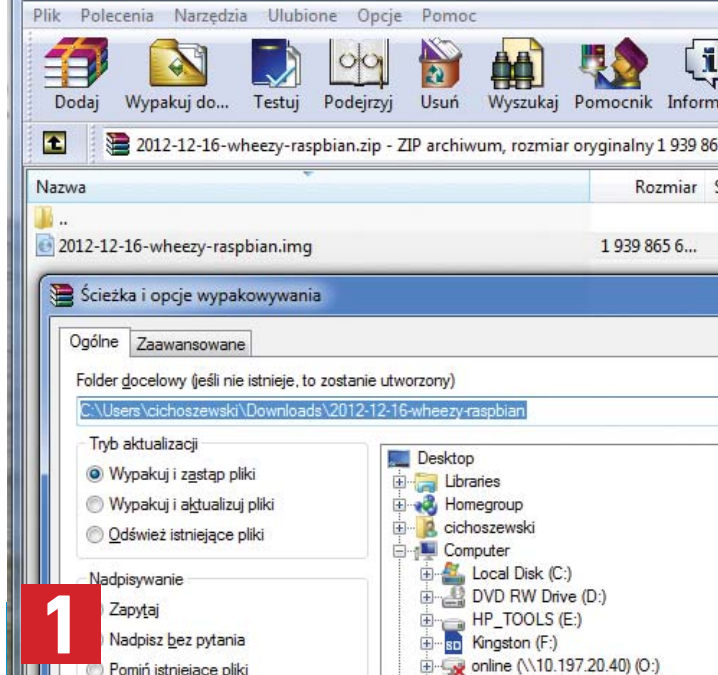 Plik Polecenia Narzędzia Ulubione Opcje Pomoc
Dodaj Wypakuj do... Testuj Podejrzyj Usuń Wyszukaj Pomocnik Inform
2012-12-16-wheezy-raspbian.zip - ZIP archiwum, rozmiar oryginalny 1 939 86
Nazwa Rozmiar
..
2012-12-16-wheezy-raspbian.img 1 939 865 6...
Ścieżka i opcje wypakowywania
Ogólne Zaawansowane
Folder docelowy (jeśli nie istnieje, to zostanie utworzony)
C:\Users\cichoszewski\Downloads\2012-12-16-wheezy-raspbian
Tryb aktualizacji
Wypakuj i zastąp pliki
Wypakuj i aktualizuj pliki
Odśwież istniejące pliki
Nadpisywanie
Zapytaj
Nadpisz bez pytania
Pomiń istniejące pliki
Desktop
Libraries
Homegroup
cichoszewski
Computer
Local Disk (C:)
DVD RW Drive (D:)
HP_TOOLS (E:)
SD Kingston (F:)
online (\\10.197.20.40) (O:)
1